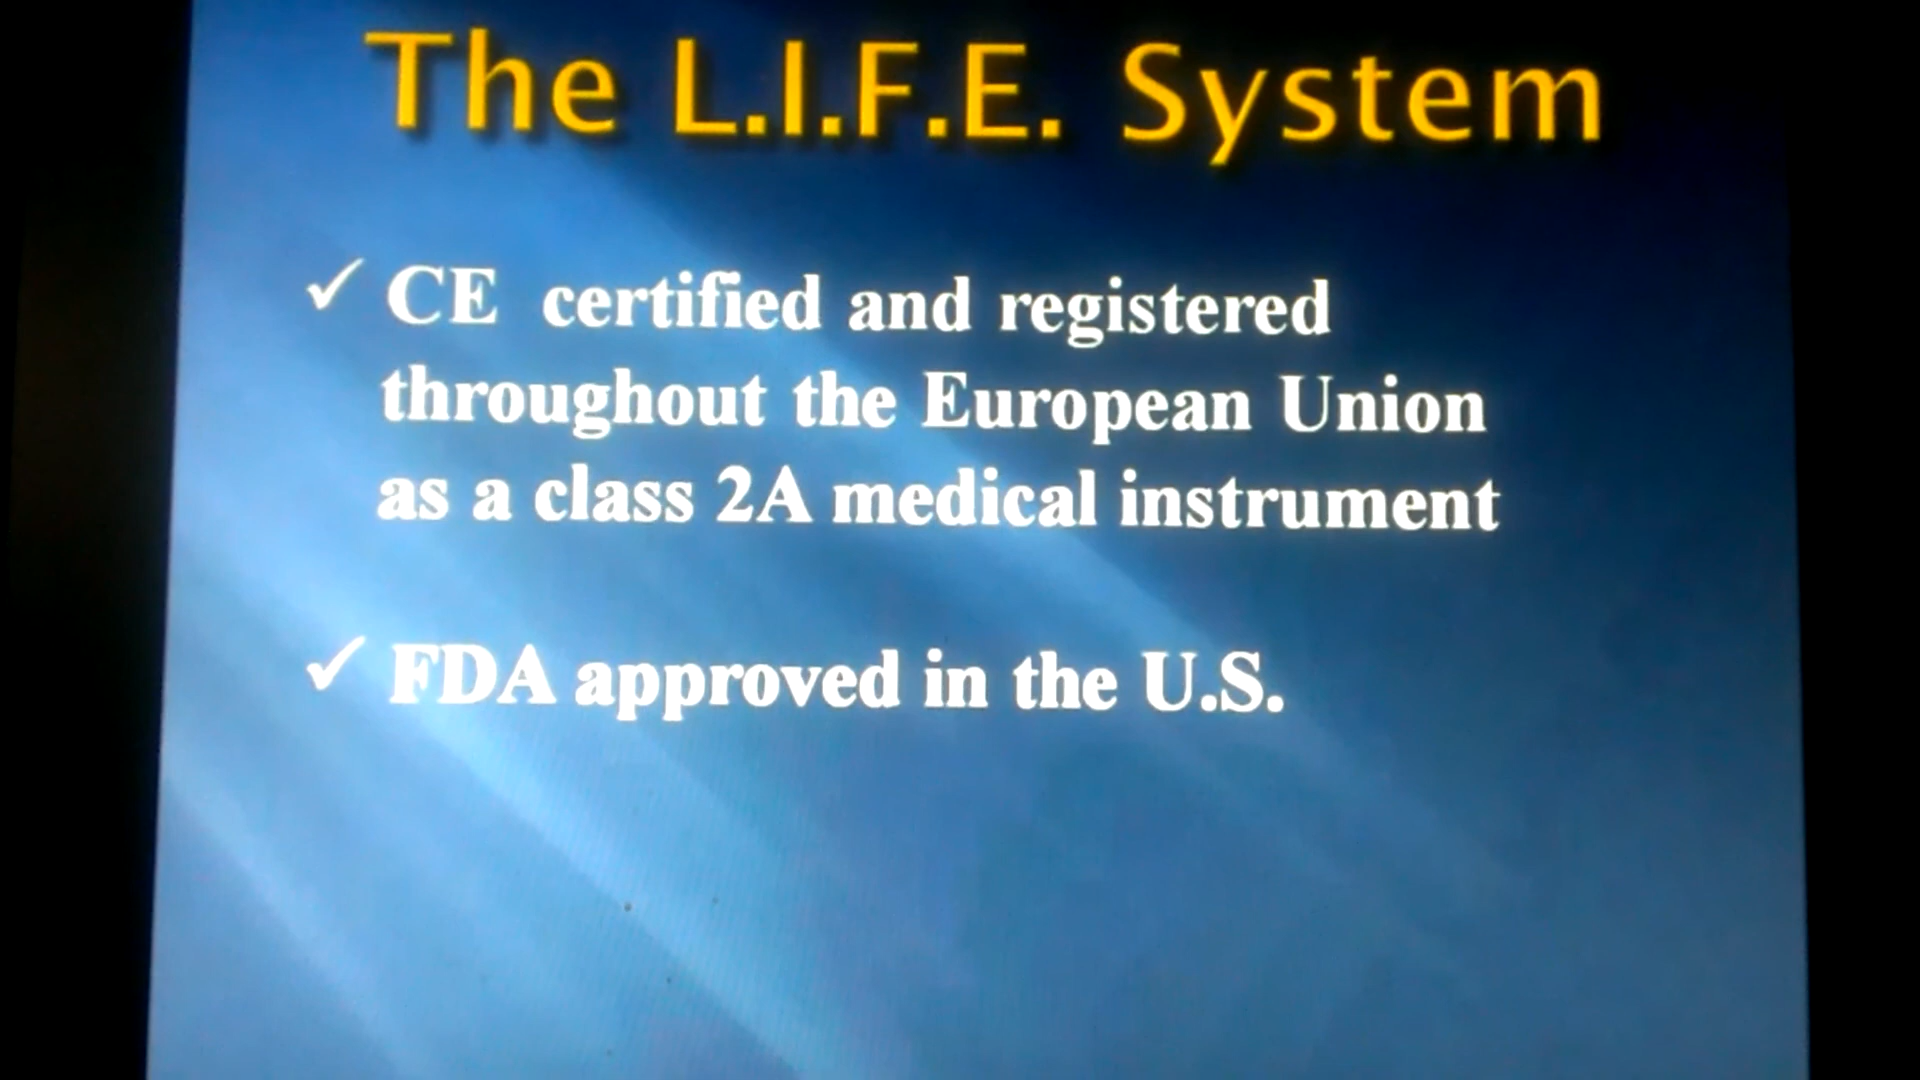 The L.I.F.E. System
✓ CE certified and registered
throughout the European Union
as a class 2A medical instrument
✓ FDA approved in the U.S.